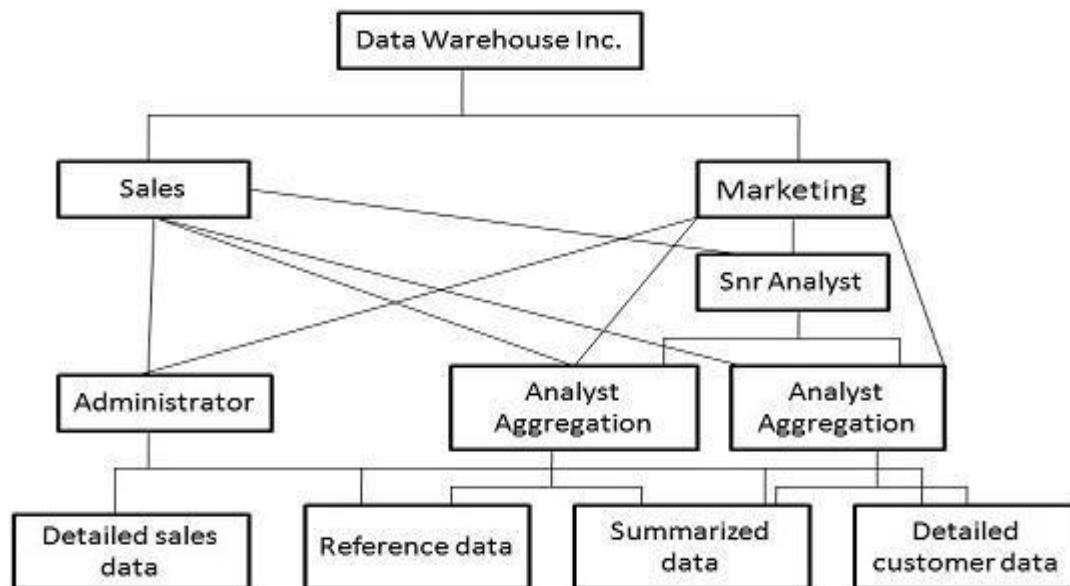 Data Warehouse Inc.
Sales
Marketing
Snr Analyst
Administrator
Analyst
Aggregation
Analyst
Aggregation
Detailed sales
data
Reference data
Summarized
data
Detailed
customer data